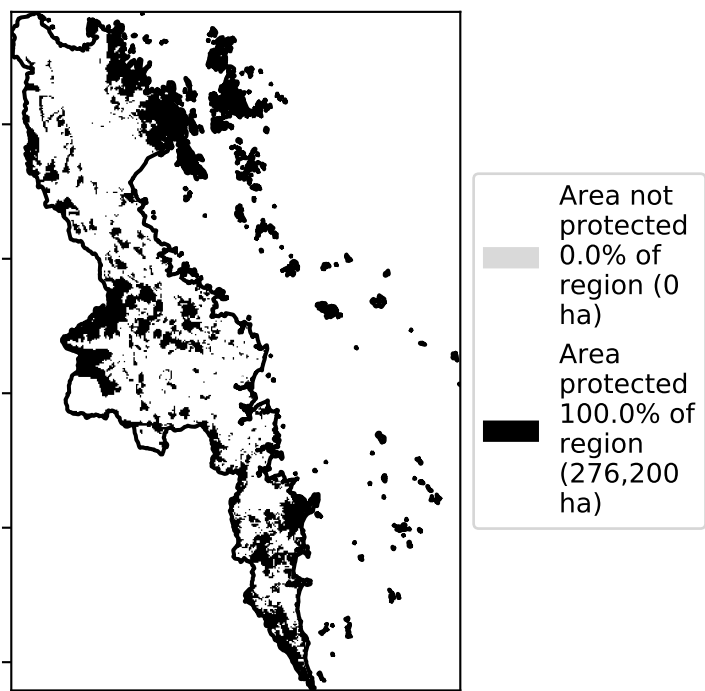 Area not
protected
0.0% of
region (0
ha)
Area
protected
100.0% of
region
(276,200
ha)